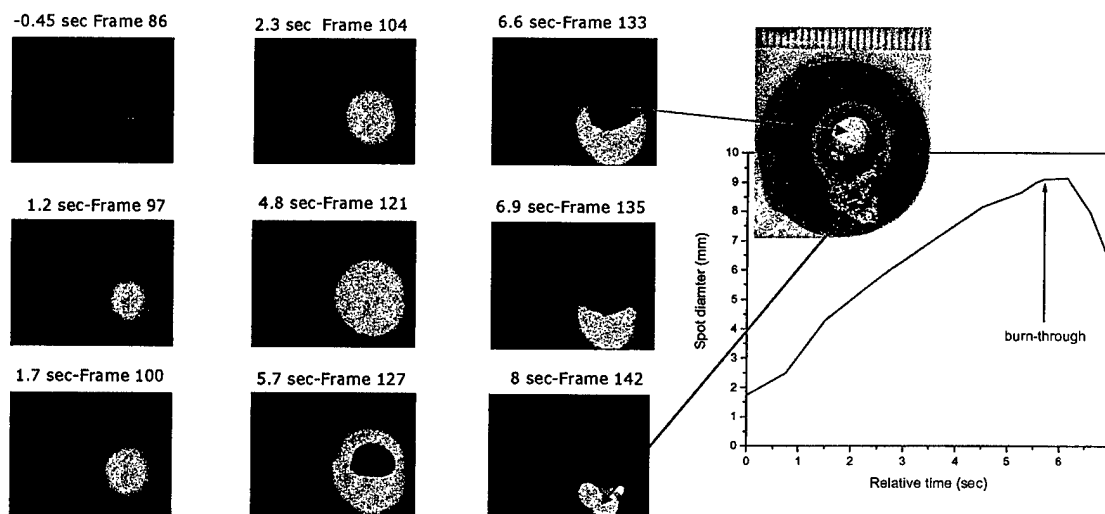 -0.45 sec Frame 86
2.3 sec Frame 104
6.6 sec-Frame 133
1.2 sec-Frame 97
4.8 sec-Frame 121
6.9 sec-Frame 135
1.7 sec-Frame 100
5.7 sec-Frame 127
8 sec-Frame 142
10
9
8
7
6
5
4
3
2
1
0
Spot diamter (mm)
burn-through
0 1 2 3 4 5 6
Relative time (sec)